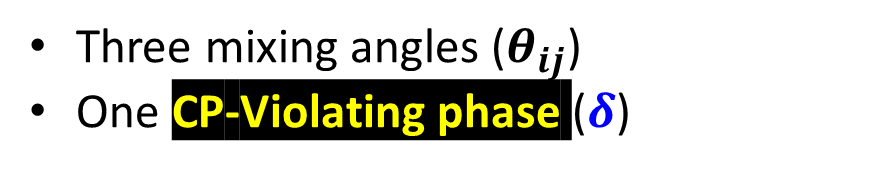 • Three mixing angles (θij)
• One CP-Violating phase (δ)